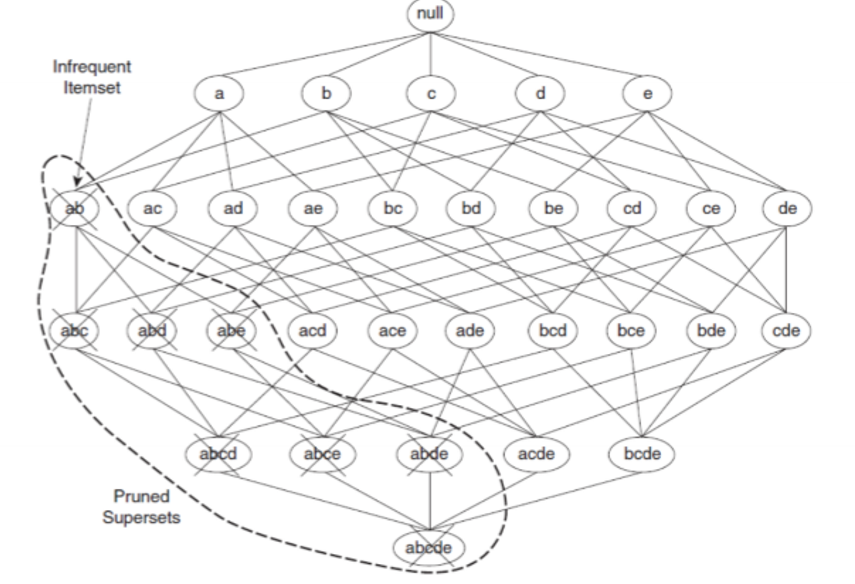 null
Infrequent
Itemset
a
b
c
d
e
ab
ac
ad
ae
bc
bd
be
cd
ce
de
abc
abd
abe
acd
ace
ade
bcd
bce
bde
cde
abcd
abce
abde
acde
bcde
Pruned
Supersets
abcde